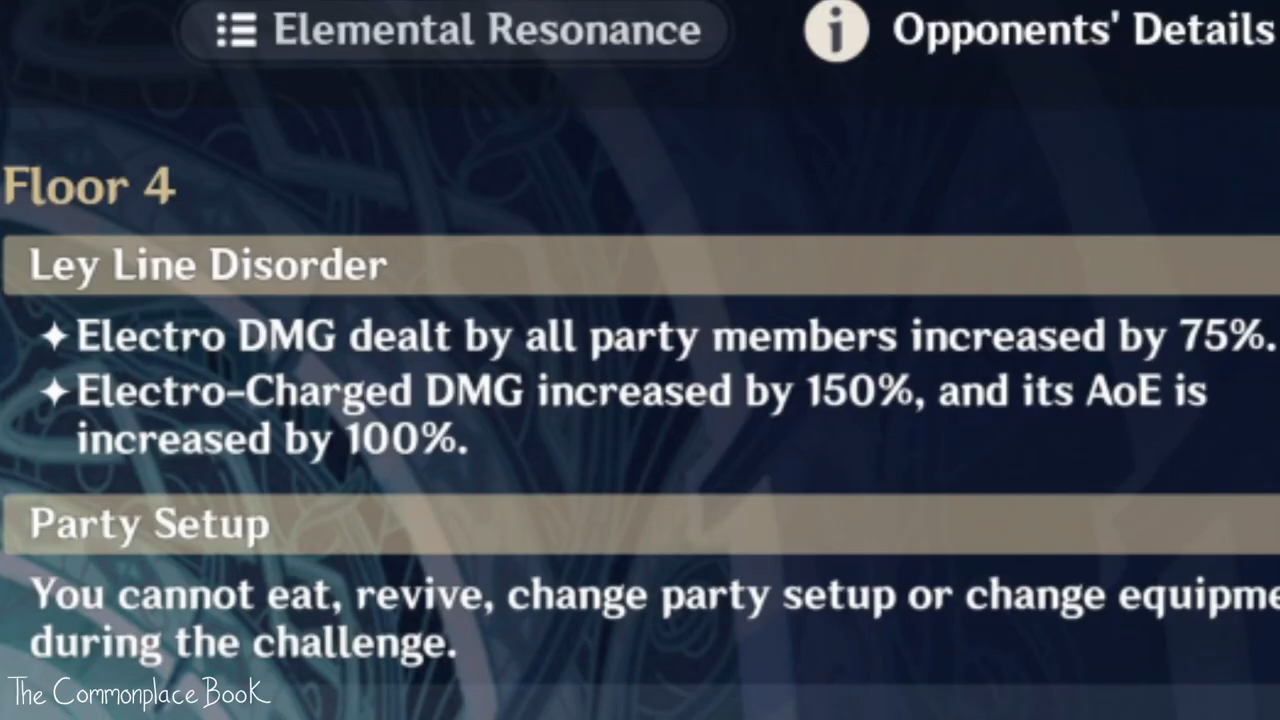 Elemental Resonance
Opponents' Details
Floor 4
Ley Line Disorder
✦Electro DMG dealt by all party members increased by 75%.
✦Electro-Charged DMG increased by 150%, and its AoE is
increased by 100%.
Party Setup
You cannot eat, revive, change party setup or change equipme
during the challenge.
The Commonplace Book